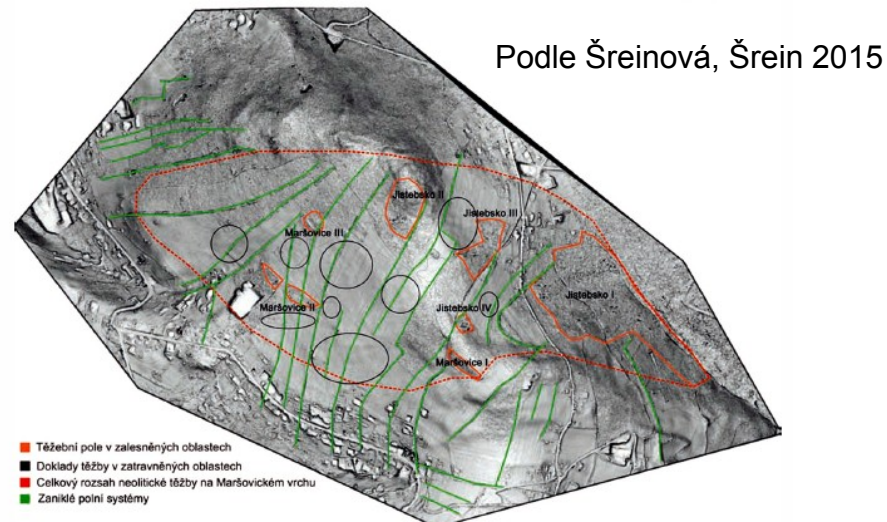 Podle Šreinová, Šrein 2015
Jistebsko II
Jistebsko III
Maršovice III
Jistebsko I
Maršovice II
Jistebsko IV
Maršovice I
Těžební pole v zalesněných oblastech
Doklady těžby v zatravněných oblastech
Celkový rozsah neolitické těžby na Maršovickém vrchu
Zaniklé polní systémy